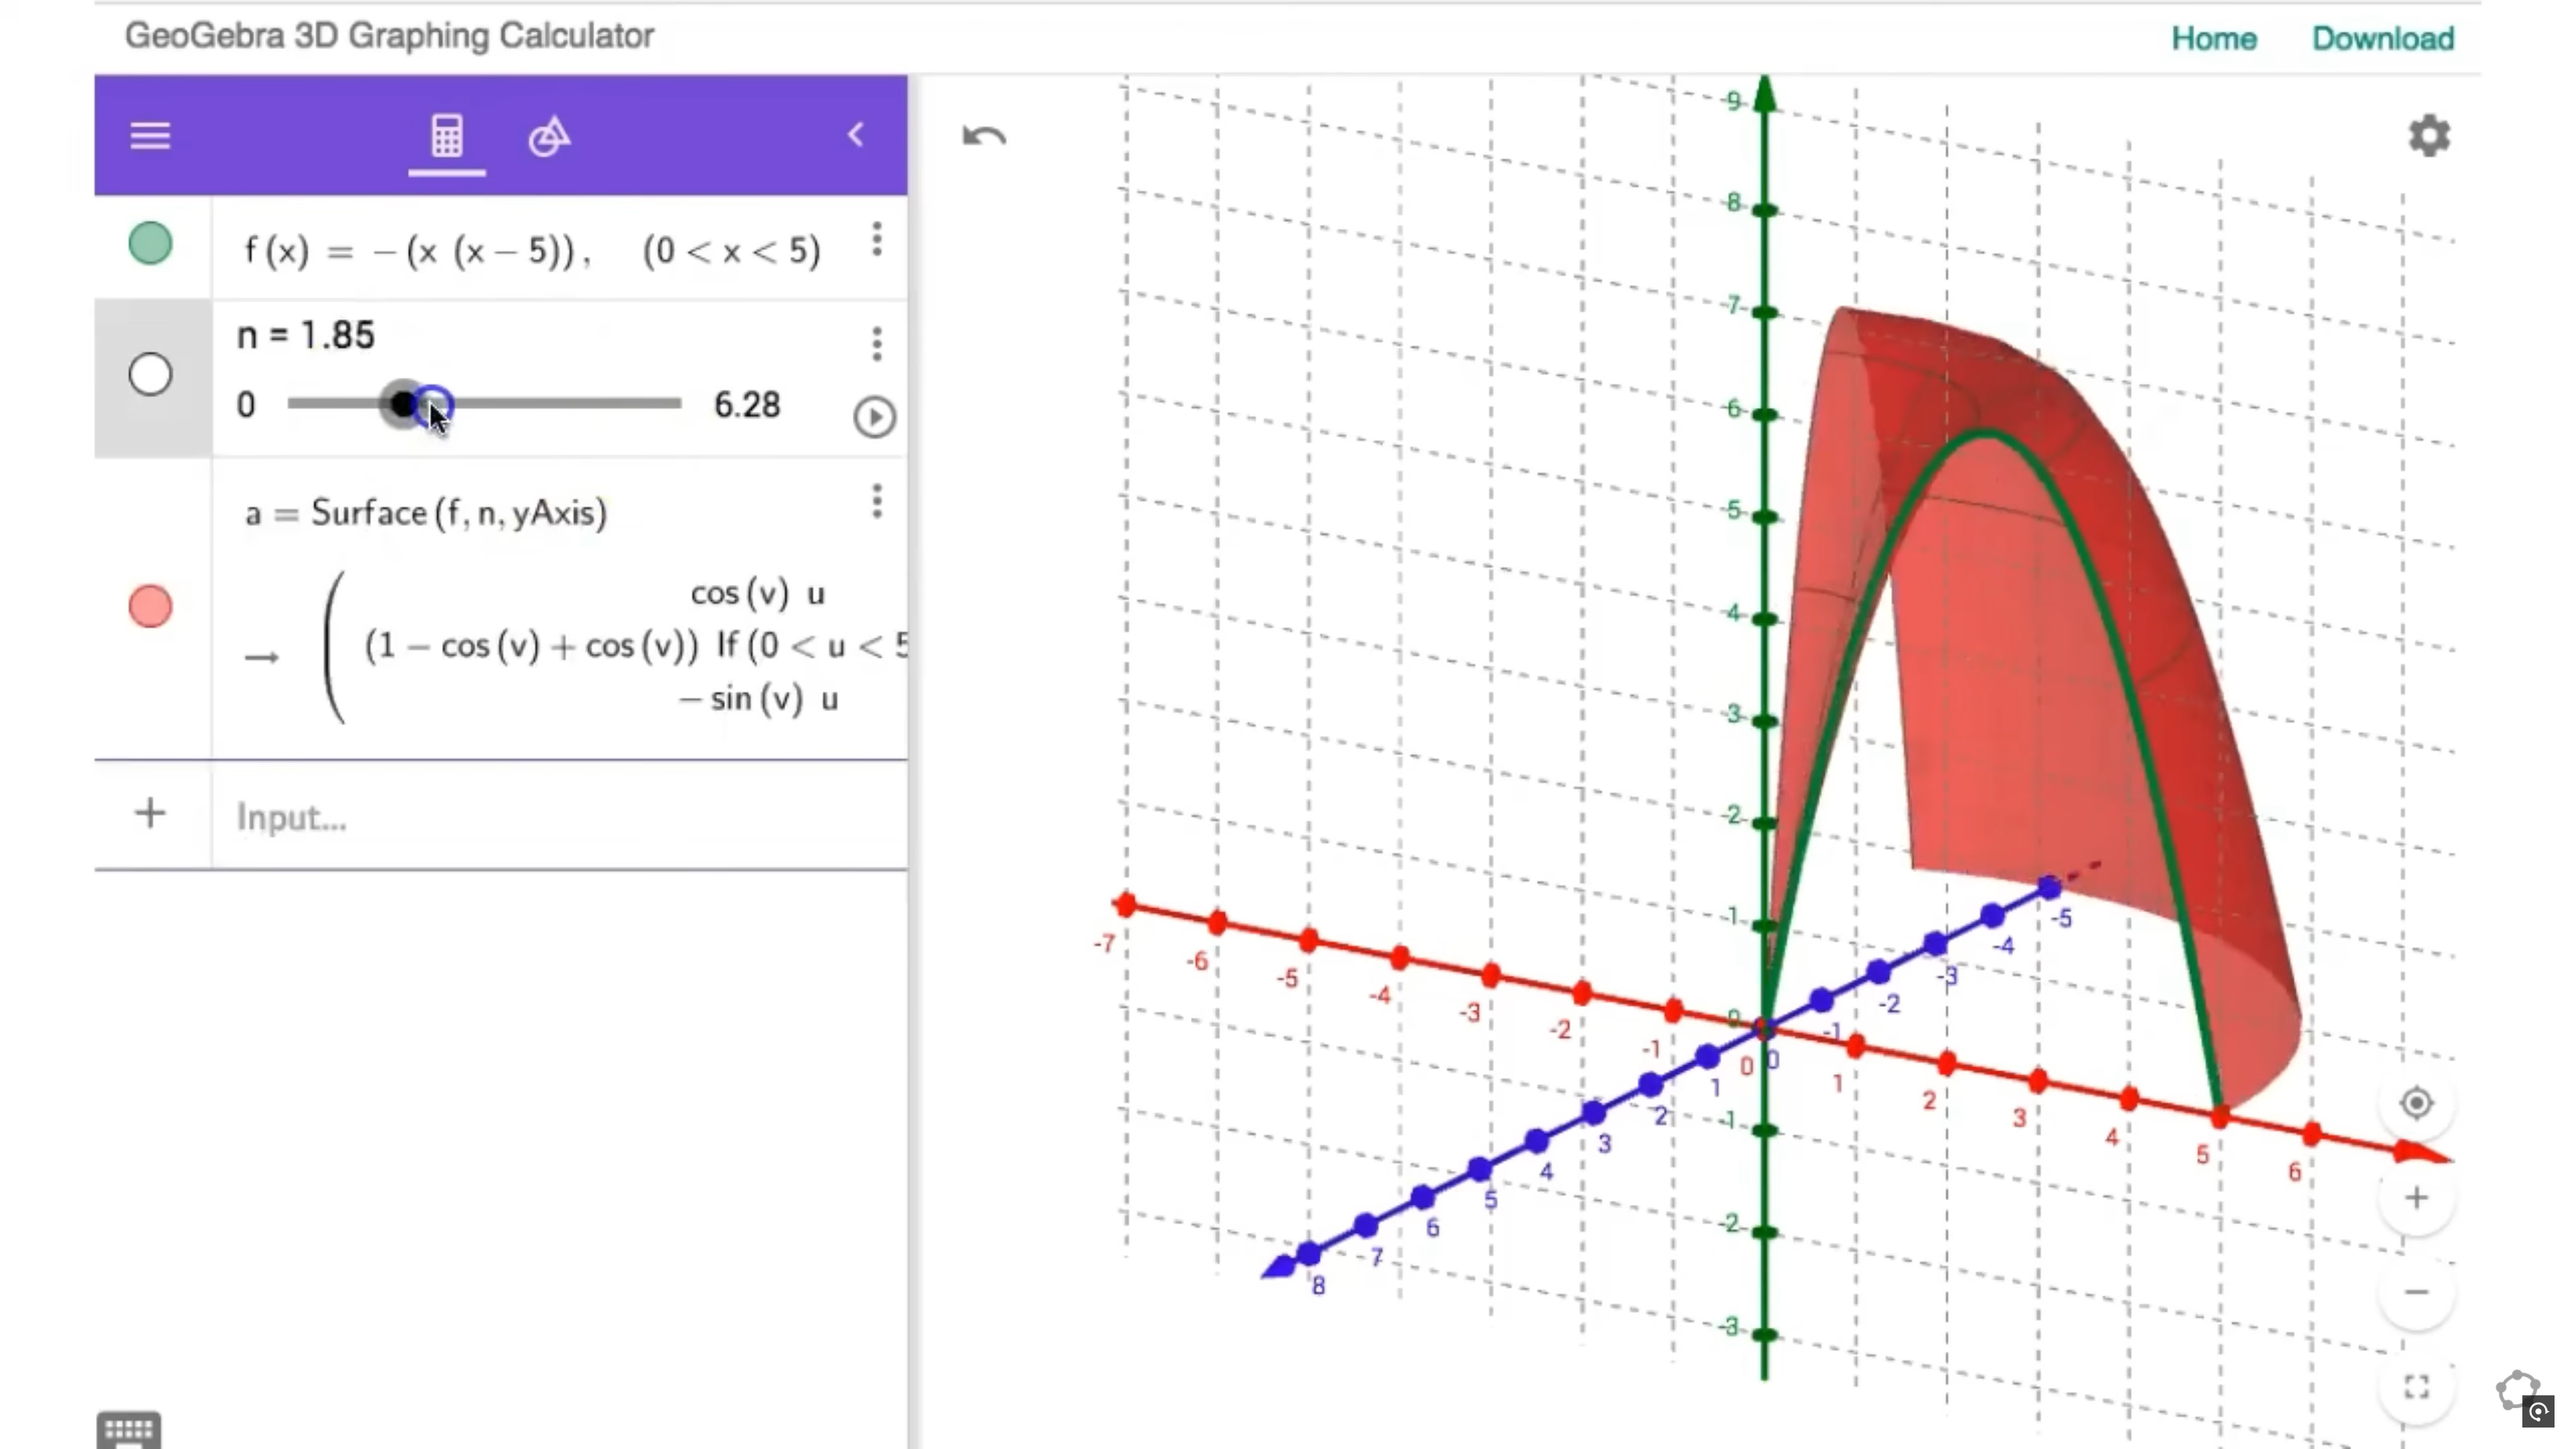 GeoGebra 3D Graphing Calculator
Home Download
f (x) = − (x (x − 5)), (0 < x < 5)
n = 1.85
0 6.28
a = Surface (f, n, yAxis)
cos (v) u
→ (1 − cos (v) + cos (v)) If (0 < u < 5
− sin (v) u
+ Input...
9
8
7
6
5
4
3
2
1
0
-1
-2
-3
-7 -6 -5 -4 -3 -2 -1 0 1 2 3 4 5 6
-5 -4 -3 -2 -1 0 1 2 3 4 5 6 7 8